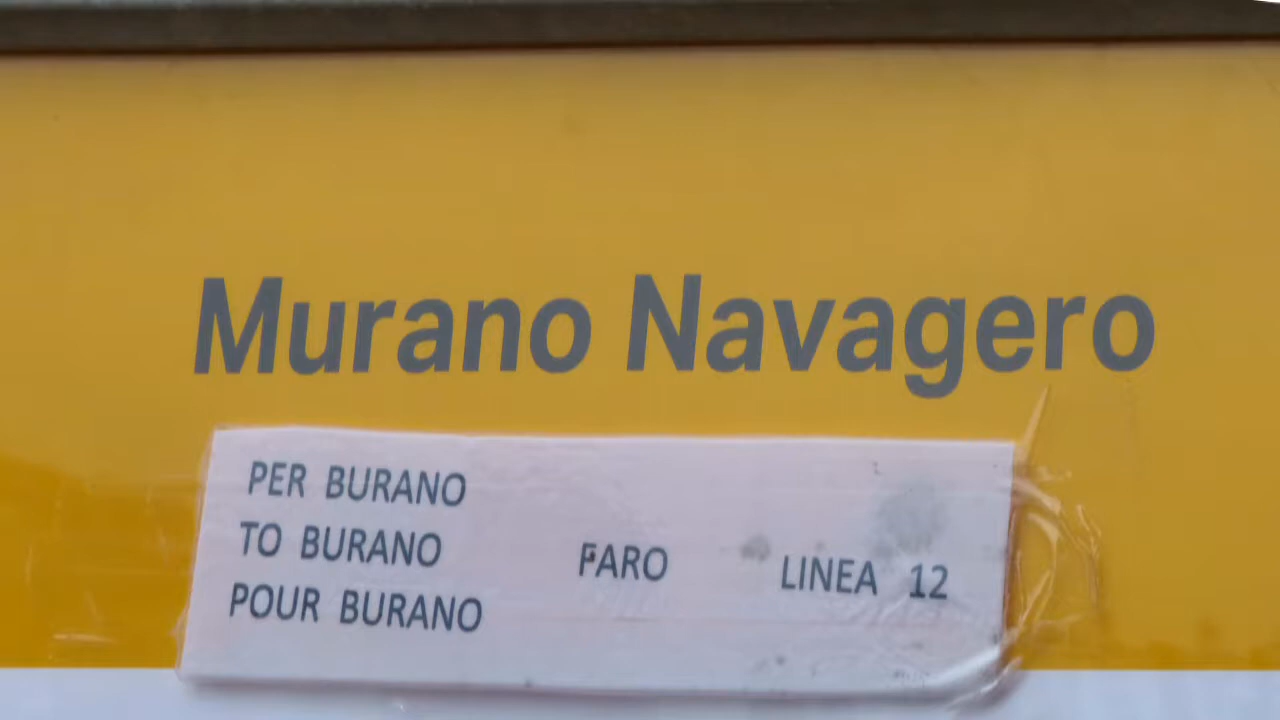 Murano Navagero
PER BURANO
TO BURANO
POUR BURANO
FARO
LINEA 12